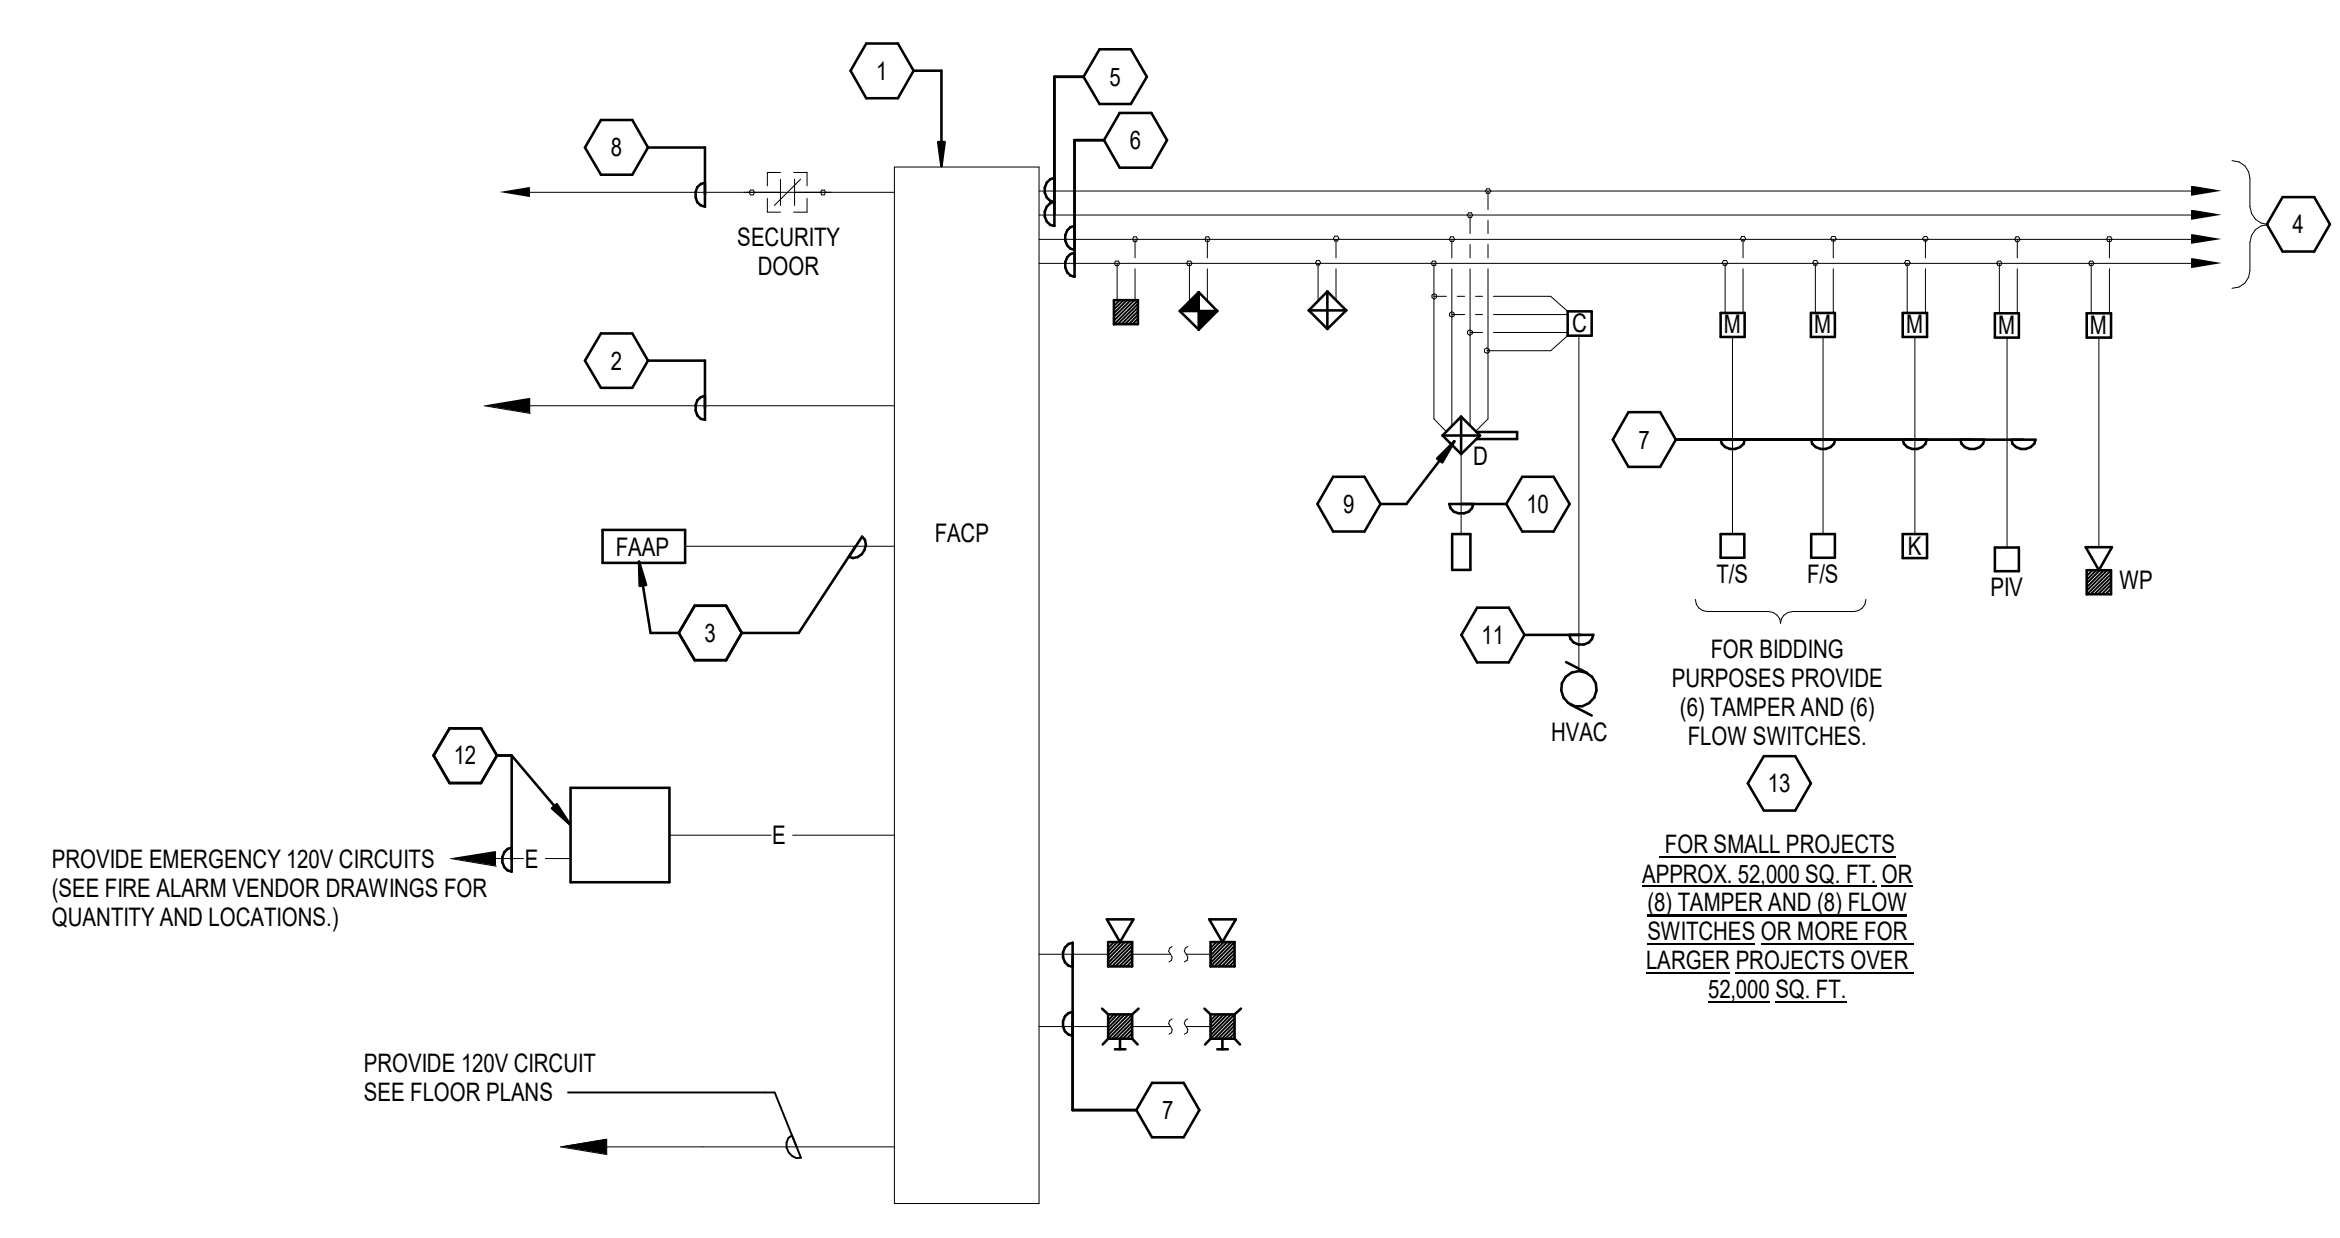 1
5
8
6
SECURITY
DOOR
4
C
M
M
M
M
M
2
7
D
9
10
FACP
FAAP
K
T/S
F/S
PIV
WP
3
11
HVAC
FOR BIDDING
PURPOSES PROVIDE
(6) TAMPER AND (6)
FLOW SWITCHES.
13
12
E
E
PROVIDE EMERGENCY 120V CIRCUITS
(SEE FIRE ALARM VENDOR DRAWINGS FOR
QUANTITY AND LOCATIONS.)
FOR SMALL PROJECTS
APPROX. 52,000 SQ. FT. OR
(8) TAMPER AND (8) FLOW
SWITCHES OR MORE FOR
LARGER PROJECTS OVER
52,000 SQ. FT.
PROVIDE 120V CIRCUIT
SEE FLOOR PLANS
7